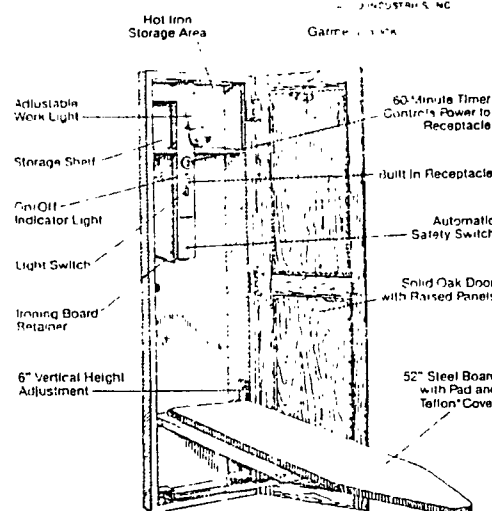 INDUSTRIES, INC
Hot Iron
Storage Area
Adjustable
Work Light
60-Minute Timer
Controls Power to
Receptacle
Storage Shelf
Built In Receptacle
On/Off
Indicator Light
Automatic
Safety Switch
Light Switch
Solid Oak Door
with Raised Panels
Ironing Board
Retainer
6" Vertical Height
Adjustment
52" Steel Board
with Pad and
Teflon* Cover